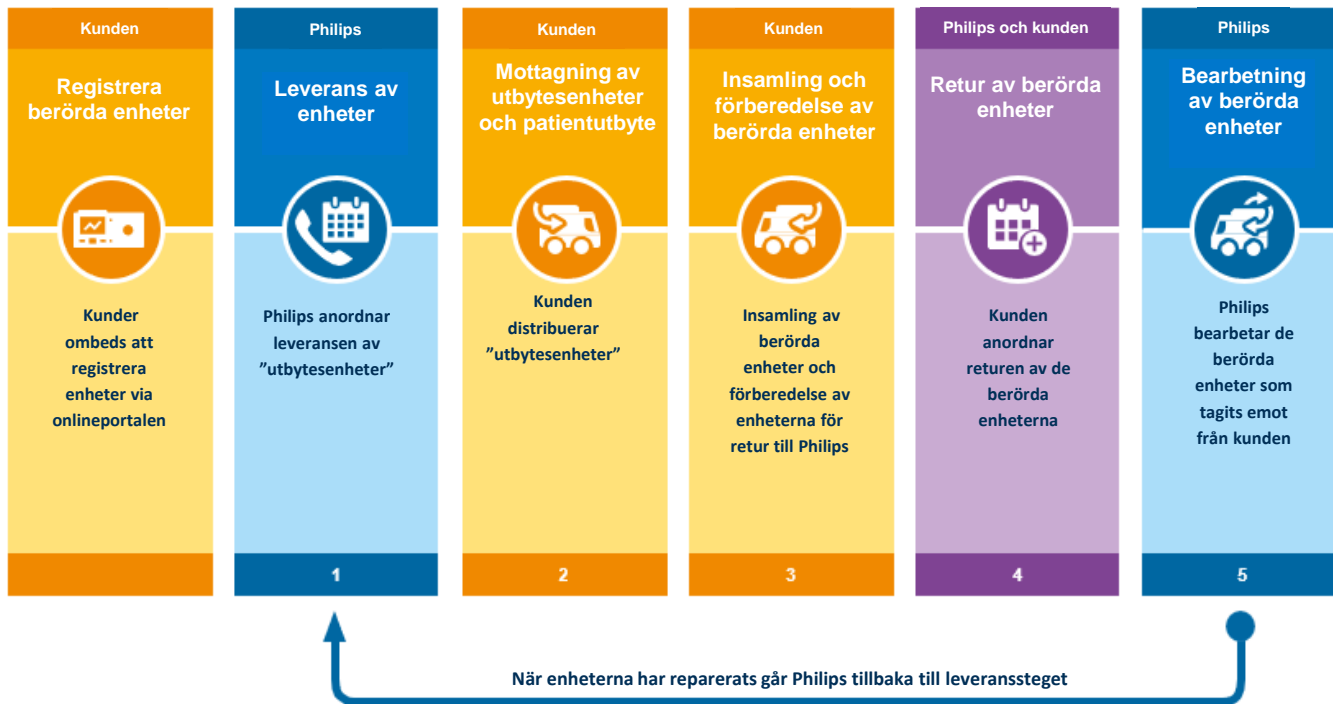 Kunden
Registrera
berörda enheter
Kunder
ombeds att
registrera
enheter via
onlineportalen
Philips
Leverans av
enheter
Philips anordnar
leveransen av
”utbytesenheter”
1
Kunden
Mottagning av
utbytesenheter
och patientutbyte
Kunden
distribuerar
”utbytesenheter”
2
Kunden
Insamling och
förberedelse av
berörda enheter
Insamling av
berörda
enheter och
förberedelse av
enheterna för
retur till Philips
3
Philips och kunden
Retur av berörda
enheter
Kunden
anordnar
returen av de
berörda
enheterna
4
Philips
Bearbetning
av berörda
enheter
Philips
bearbetar de
berörda
enheter som
tagits emot
från kunden
5
När enheterna har reparerats går Philips tillbaka till leveranssteget